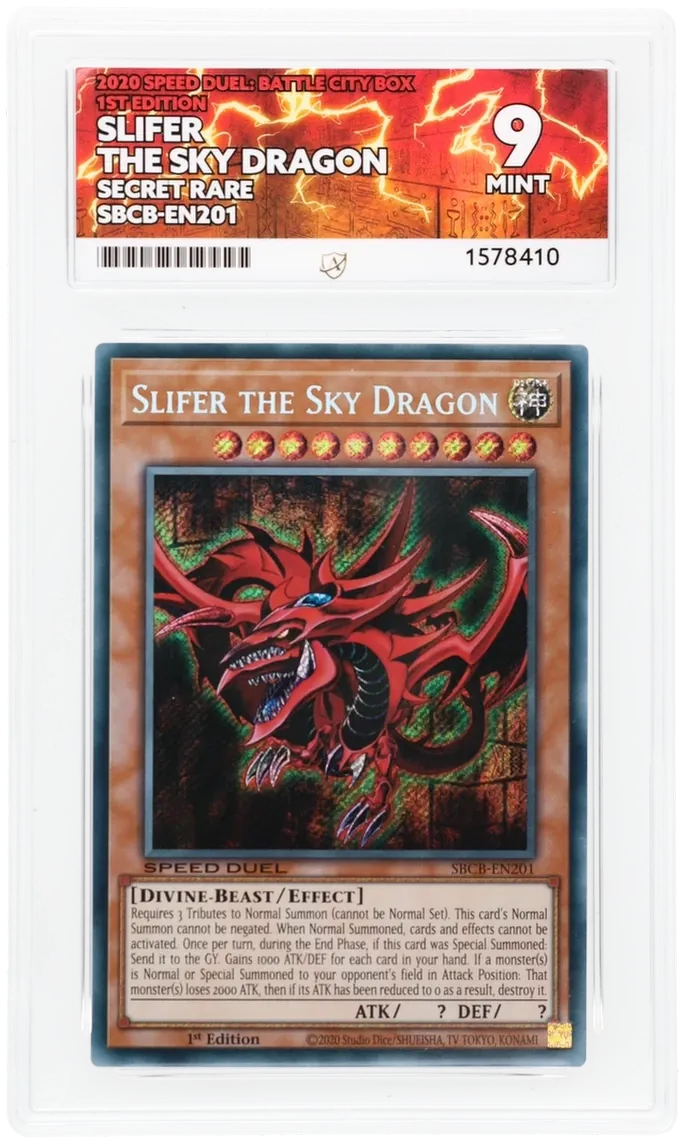 2020 SPEED DUEL: BATTLE CITY BOX
1ST EDITION
SLIFER
THE SKY DRAGON
SECRET RARE
SBCB-EN201
9
MINT
1578410
SLIFER THE SKY DRAGON
神
SPEED DUEL
SBCB-EN201
[DIVINE-BEAST/EFFECT]
Requires 3 Tributes to Normal Summon (cannot be Normal Set). This card's Normal
Summon cannot be negated. When Normal Summoned, cards and effects cannot be
activated. Once per turn, during the End Phase, if this card was Special Summoned:
Send it to the GY. Gains 1000 ATK/DEF for each card in your hand. If a monster(s)
is Normal or Special Summoned to your opponent's field in Attack Position: That
monster(s) loses 2000 ATK, then if its ATK has been reduced to 0 as a result, destroy it.
ATK/ ? DEF/ ?
1st Edition
©2020 Studio Dice/SHUEISHA, TV TOKYO, KONAMI